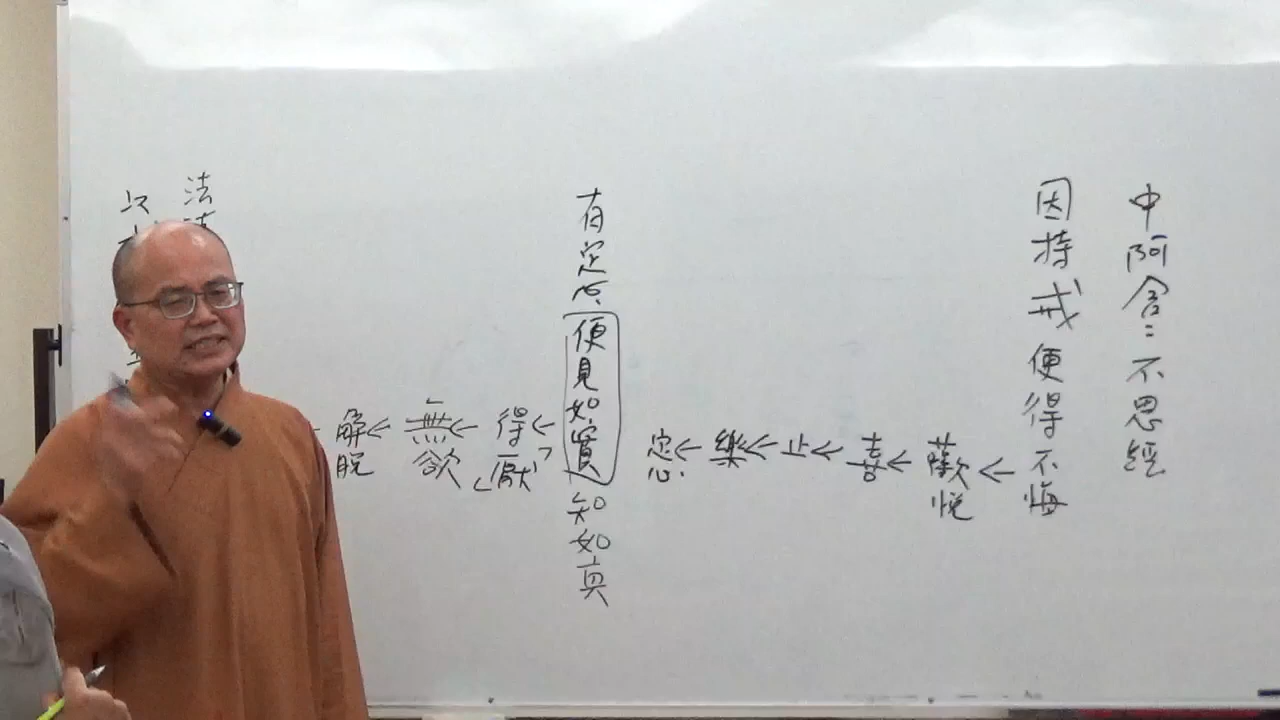 中阿含：不思經
因持戒便得不悔
← 歡悅 ← 喜 ← 止 ← 樂 ← 定心
有定心便見如實知如真
← 「得厭」 ← 無欲 ← 解脫
法
次